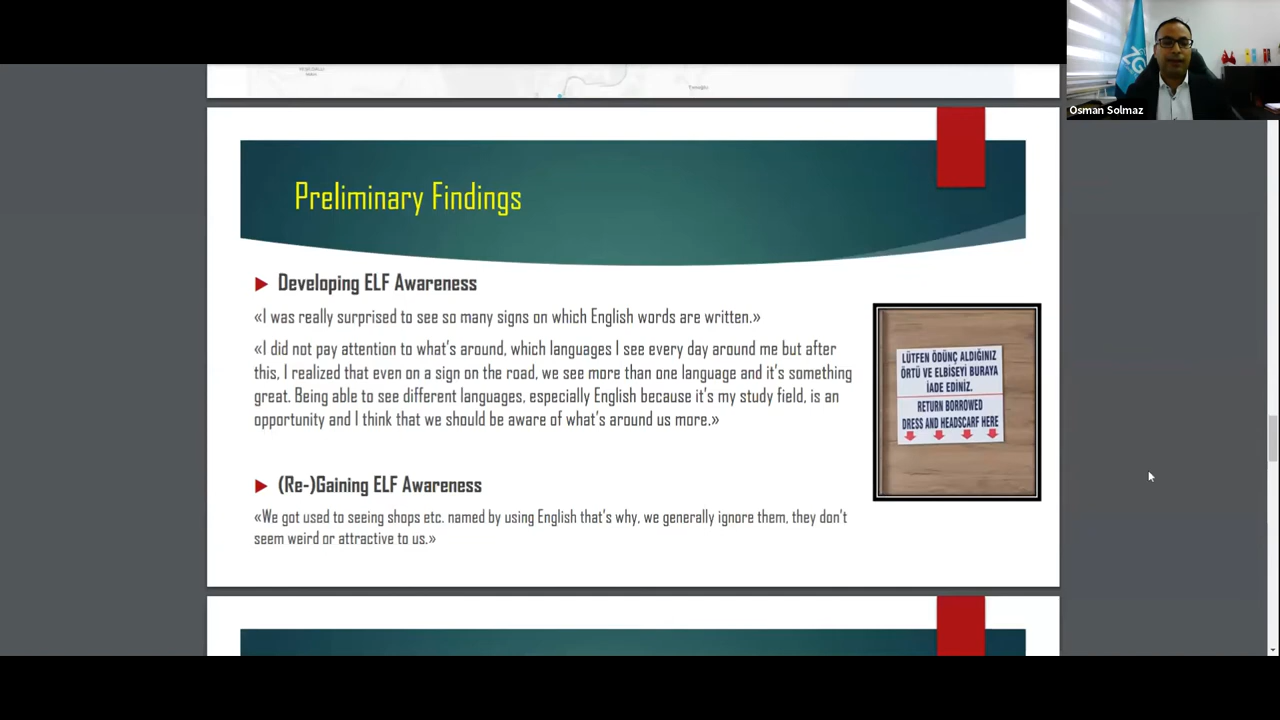 Osman Solmaz
Preliminary Findings
Developing ELF Awareness
«I was really surprised to see so many signs on which English words are written.»
«I did not pay attention to what's around, which languages I see every day around me but after
this, I realized that even on a sign on the road, we see more than one language and it's something
great. Being able to see different languages, especially English because it's my study field, is an
opportunity and I think that we should be aware of what's around us more.»
LÜTFEN ÖDÜNÇ ALDIĞINIZ
ÖRTÜ VE ELBİSEYİ BURAYA
İADE EDİNİZ.
RETURN BORROWED
DRESS AND HEADSCARF HERE
(Re-)Gaining ELF Awareness
«We got used to seeing shops etc. named by using English that's why, we generally ignore them, they don't
seem weird or attractive to us.»